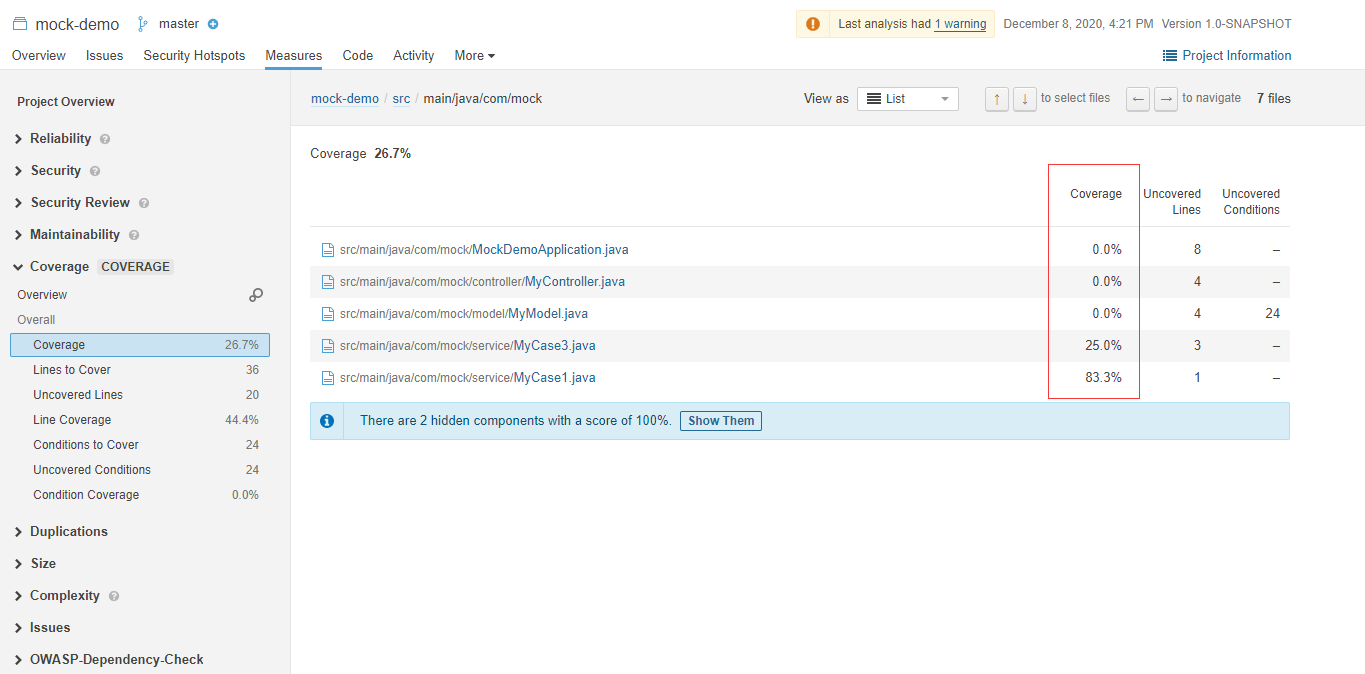 mock-demo master
Last analysis had 1 warning December 8, 2020, 4:21 PM Version 1.0-SNAPSHOT
Overview Issues Security Hotspots Measures Code Activity More
Project Information
Project Overview
Reliability ?
Security ?
Security Review ?
Maintainability ?
Coverage COVERAGE
Overview
Overall
Coverage 26.7%
Lines to Cover 36
Uncovered Lines 20
Line Coverage 44.4%
Conditions to Cover 24
Uncovered Conditions 24
Condition Coverage 0.0%
Duplications
Size
Complexity ?
Issues
OWASP-Dependency-Check
mock-demo / src / main/java/com/mock
View as List ↑ ↓ to select files ← → to navigate 7 files
Coverage 26.7%
Coverage Uncovered Uncovered
Lines Conditions
src/main/java/com/mock/MockDemoApplication.java 0.0% 8 –
src/main/java/com/mock/controller/MyController.java 0.0% 4 –
src/main/java/com/mock/model/MyModel.java 0.0% 4 24
src/main/java/com/mock/service/MyCase3.java 25.0% 3 –
src/main/java/com/mock/service/MyCase1.java 83.3% 1 –
There are 2 hidden components with a score of 100%. Show Them